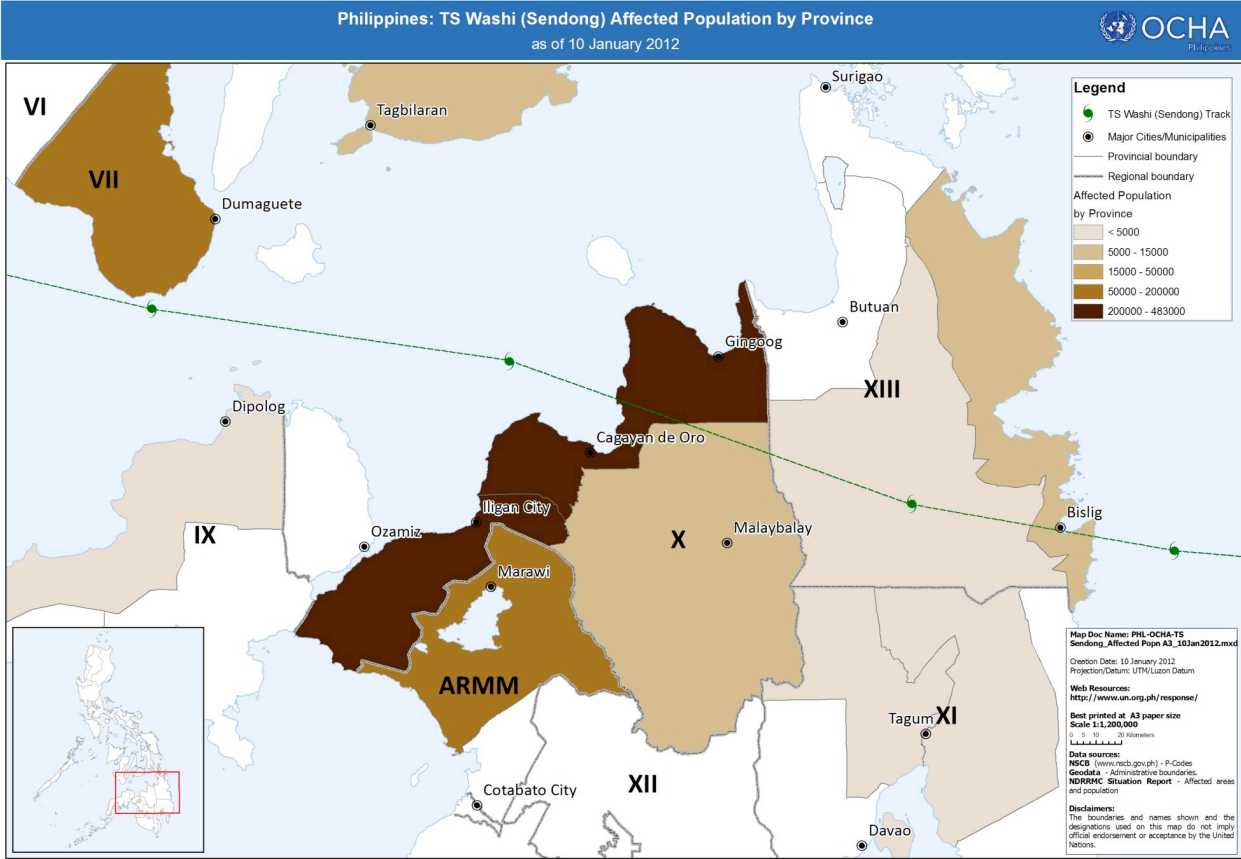 Philippines: TS Washi (Sendong) Affected Population by Province
as of 10 January 2012
OCHA
Philippines
VI
VII
Tagbilaran
Dumaguete
Surigao
Butuan
Gingoog
XIII
Dipolog
Cagayan de Oro
Iligan City
Ozamiz
IX
X
Malaybalay
Bislig
Marawi
ARMM
Tagum
XI
XII
Cotabato City
Davao
Legend
TS Washi (Sendong) Track
Major Cities/Municipalities
Provincial boundary
Regional boundary
Affected Population
by Province
< 5000
5000 - 15000
15000 - 50000
50000 - 200000
200000 - 483000
Map Doc Name: PHL-OCHA-TS
Sendong_Affected Popn A3_10Jan2012.mxd
Creation Date: 10 January 2012
Projection/Datum: UTM/Luzon Datum
Web Resources:
http://www.un.org.ph/response/
Best printed at A3 paper size
Scale 1:1,200,000
0 5 10 20 Kilometers
Data sources:
NSCB (www.nscb.gov.ph) - P-Codes
Geodata - Administrative boundaries.
NDRRMC Situation Report - Affected areas
and population
Disclaimers:
The boundaries and names shown and the
designations used on this map do not imply
official endorsement or acceptance by the United
Nations.